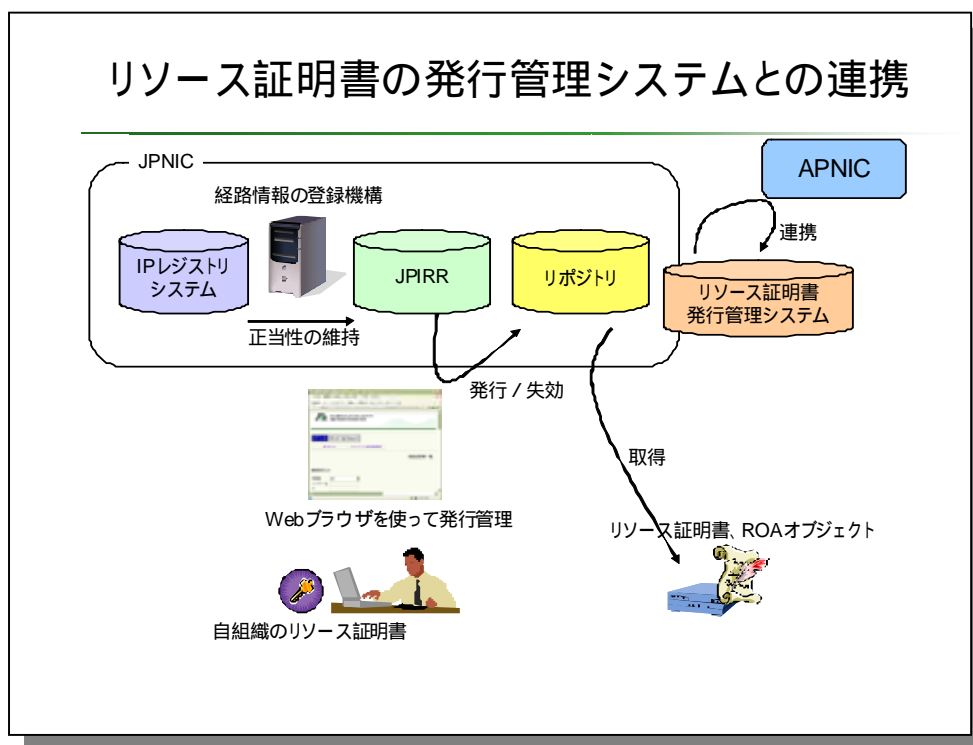 リソース証明書の発行管理システムとの連携
JPNIC
APNIC
経路情報の登録機構
連携
IPレジストリ
システム
JPIRR
リポジトリ
リソース証明書
発行管理システム
正当性の維持
発行 / 失効
取得
Webブラウザを使って発行管理
リソース証明書、ROAオブジェクト
自組織のリソース証明書